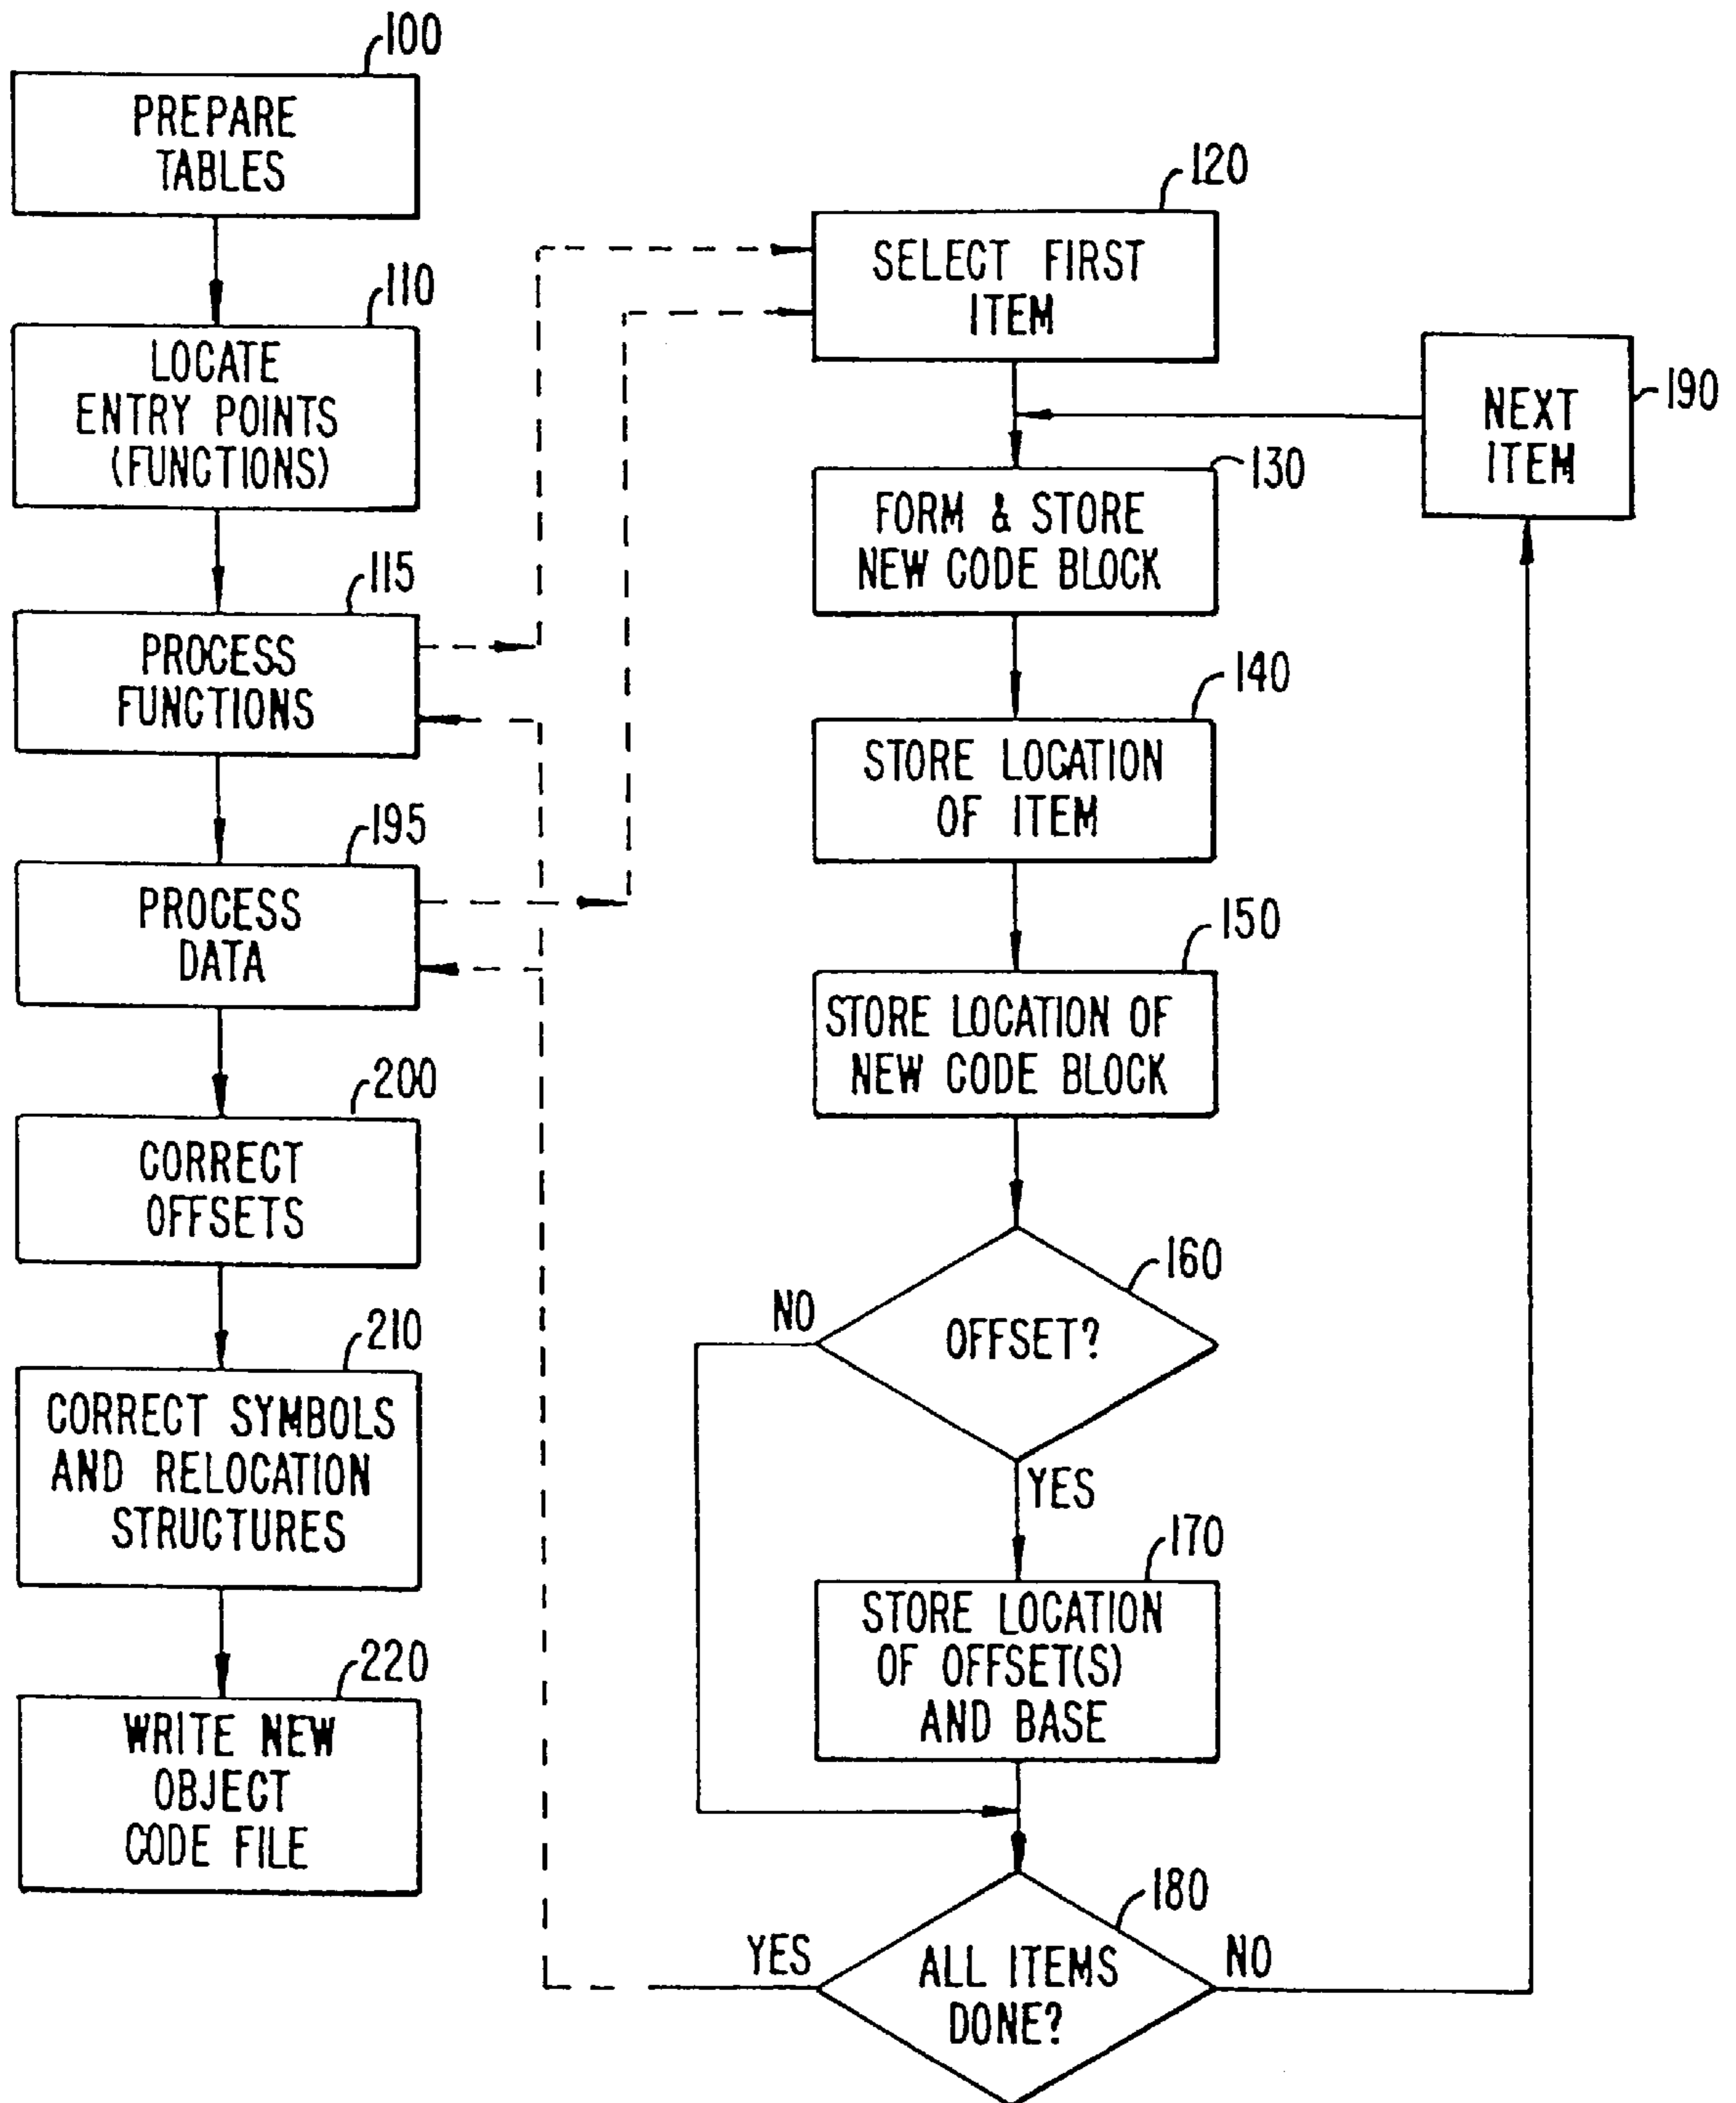 100
PREPARE
TABLES
110
LOCATE
ENTRY POINTS
(FUNCTIONS)
115
PROCESS
FUNCTIONS
195
PROCESS
DATA
200
CORRECT
OFFSETS
210
CORRECT SYMBOLS
AND RELOCATION
STRUCTURES
220
WRITE NEW
OBJECT
CODE FILE
120
SELECT FIRST
ITEM
190
NEXT
ITEM
130
FORM & STORE
NEW CODE BLOCK
140
STORE LOCATION
OF ITEM
150
STORE LOCATION OF
NEW CODE BLOCK
160
NO
OFFSET?
YES
170
STORE LOCATION
OF OFFSET(S)
AND BASE
180
YES
ALL ITEMS
DONE?
NO